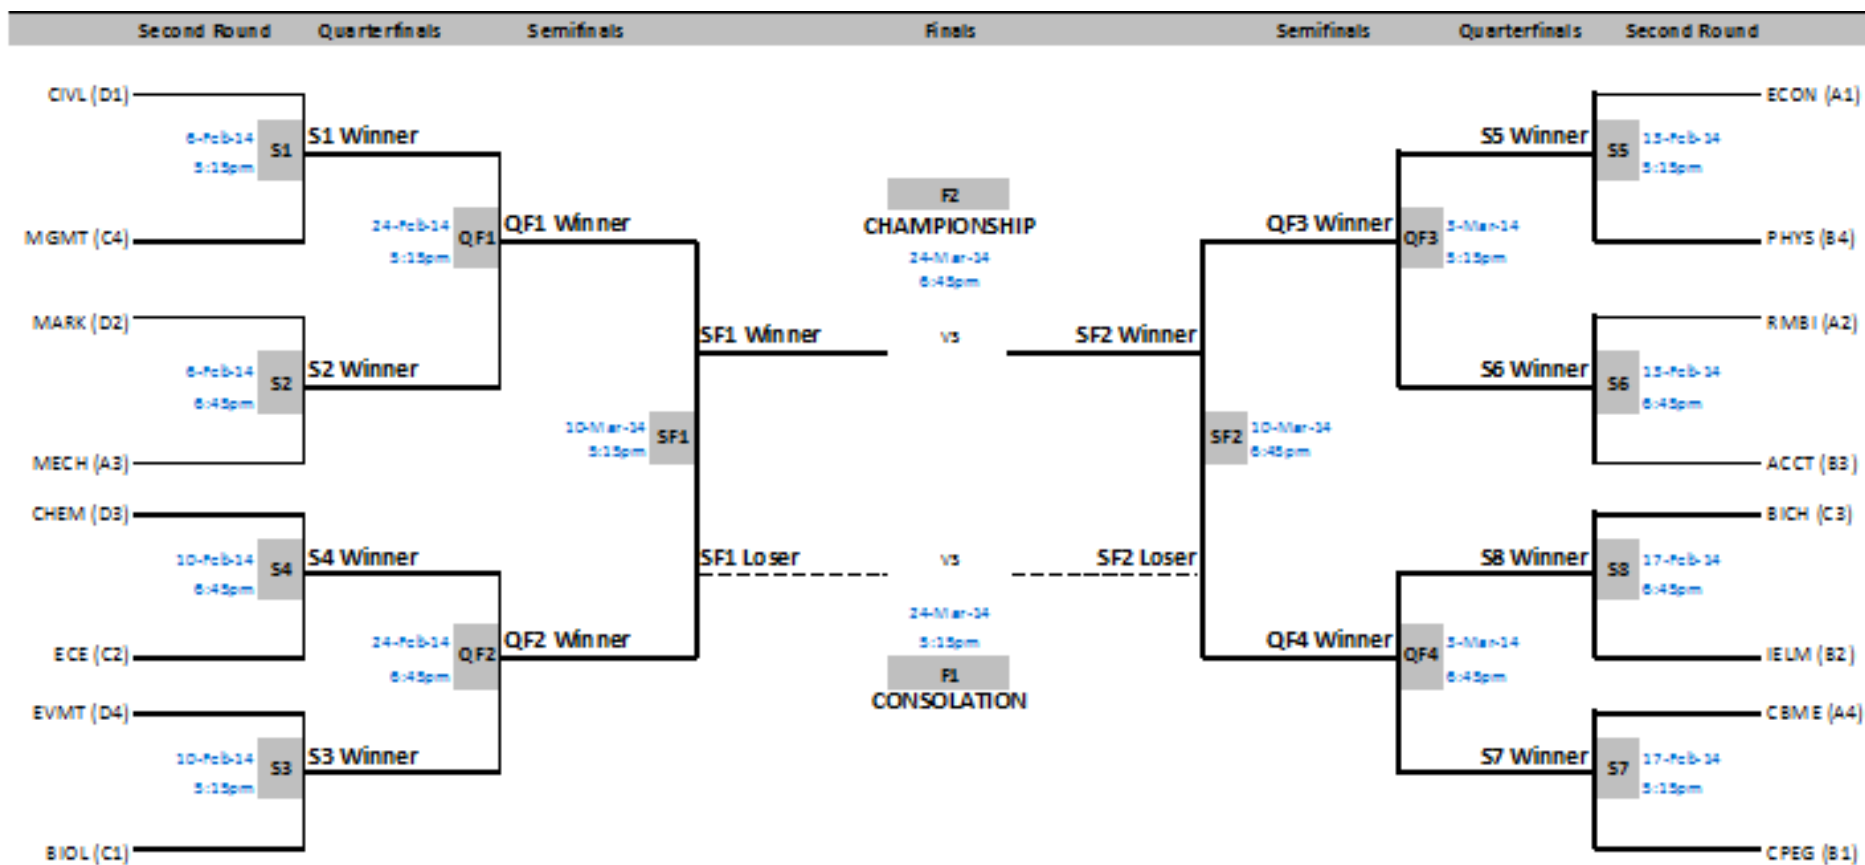 Second Round Quarterfinals Semifinals Finals Semifinals Quarterfinals Second Round
CIVL (D1)
6-Feb-14
5:15pm
S1
S1 Winner
MGMT (C4)
24-Feb-14
5:15pm
QF1
QF1 Winner
MARK (D2)
6-Feb-14
6:45pm
S2
S2 Winner
MECH (A3)
10-Mar-14
5:15pm
SF1
SF1 Winner
SF1 Loser
CHEM (D3)
10-Feb-14
6:45pm
S4
S4 Winner
ECE (C2)
24-Feb-14
6:45pm
QF2
QF2 Winner
EVMT (D4)
10-Feb-14
5:15pm
S3
S3 Winner
BIOL (C1)
F2
CHAMPIONSHIP
24-Mar-14
6:45pm
vs
vs
24-Mar-14
5:15pm
F1
CONSOLATION
SF2 Winner
SF2
10-Mar-14
6:45pm
SF2 Loser
QF3 Winner
QF3
3-Mar-14
5:15pm
QF4 Winner
QF4
3-Mar-14
6:45pm
ECON (A1)
S5 Winner
S5
13-Feb-14
5:15pm
PHYS (B4)
RMBI (A2)
S6 Winner
S6
13-Feb-14
6:45pm
ACCT (B3)
BICH (C3)
S8 Winner
S8
17-Feb-14
6:45pm
IELM (B2)
CBME (A4)
S7 Winner
S7
17-Feb-14
5:15pm
CPEG (B1)